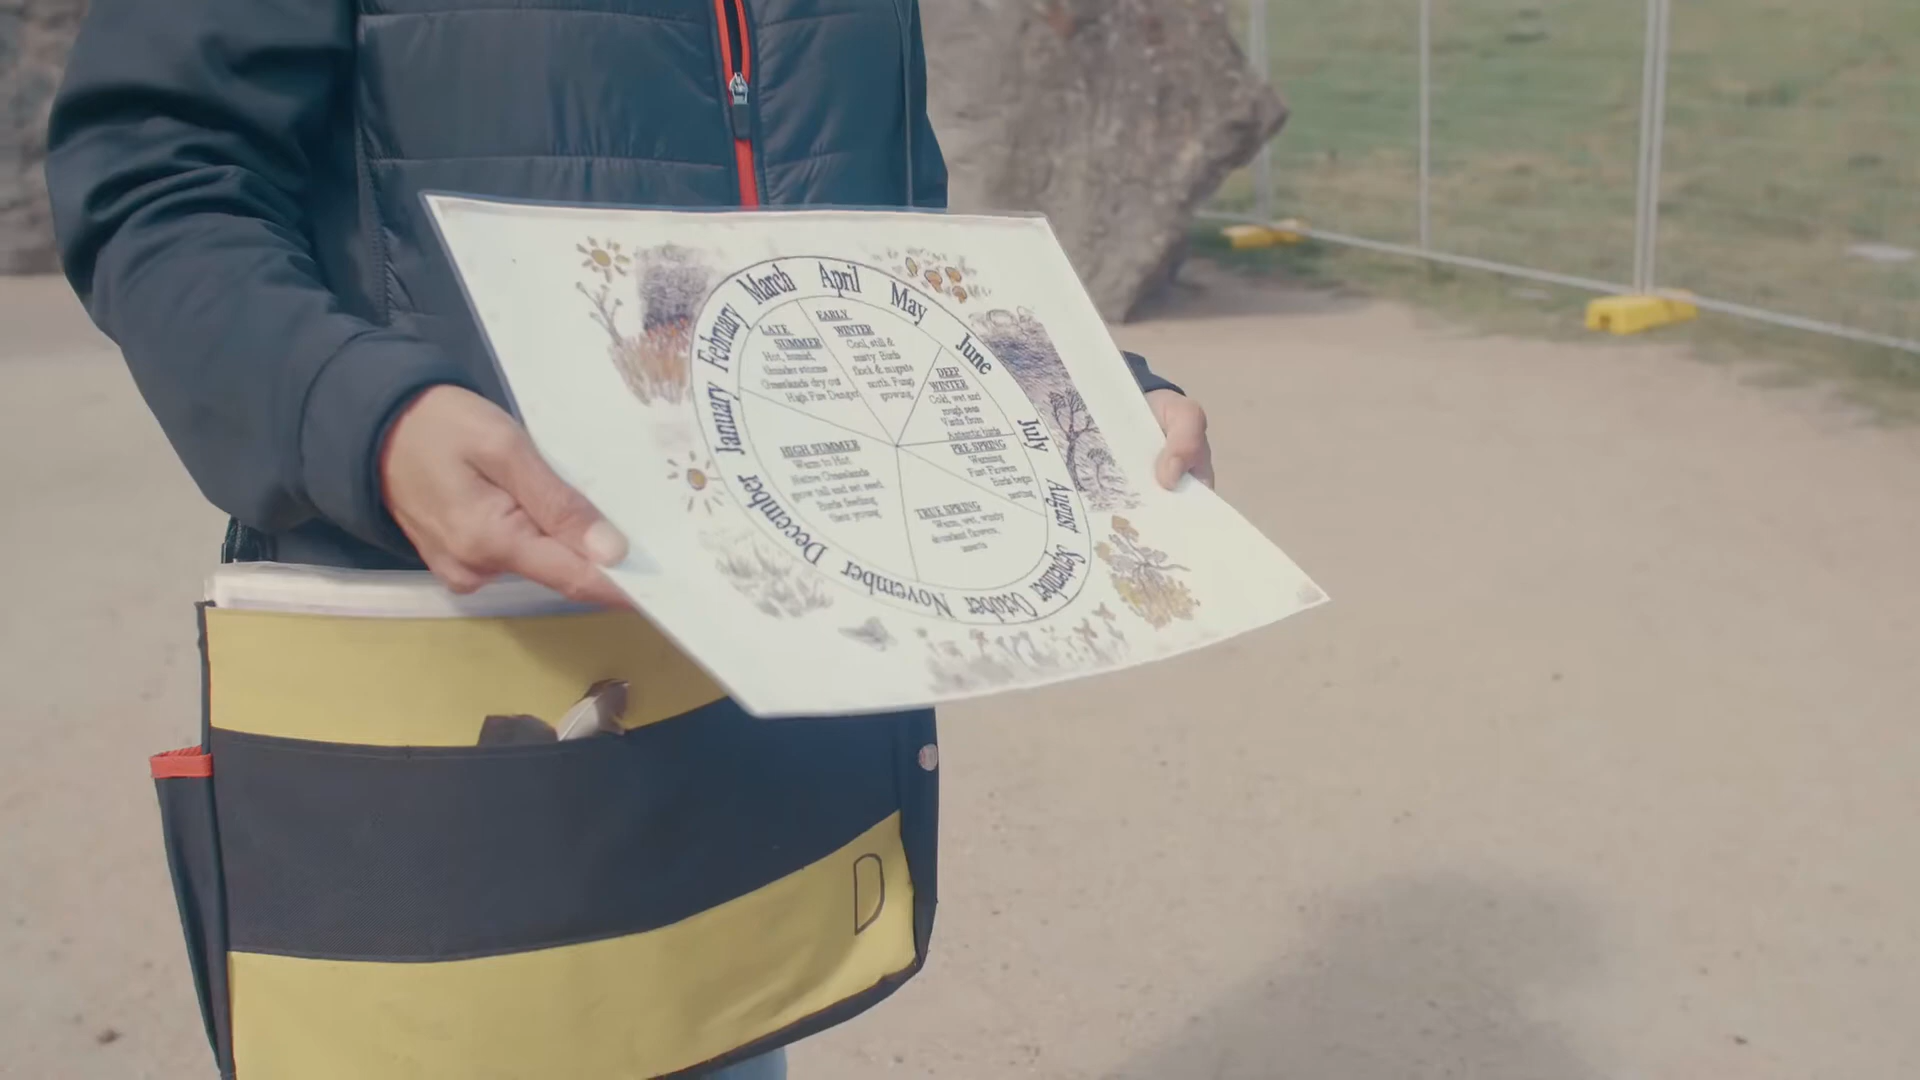 January
February
March
April
May
June
July
August
September
October
November
December
LATE
SUMMER
Hot, humid,
thunder storms
Grasslands dry out
High Fire Danger
EARLY
WINTER
Cool, still &
misty Birds
flock & migrate
north. Fungi
growing
DEEP
WINTER
Cold, wet and
rough seas
Visits from
Antarctic birds
PRE SPRING
Warming
First Flowers
Birds begin
nesting
TRUE SPRING
Warm, wet, windy
abundant flowers,
insects
HIGH SUMMER
Warm to Hot
Native Grasslands
grow tall and set seed
Birds feeding
their young
D